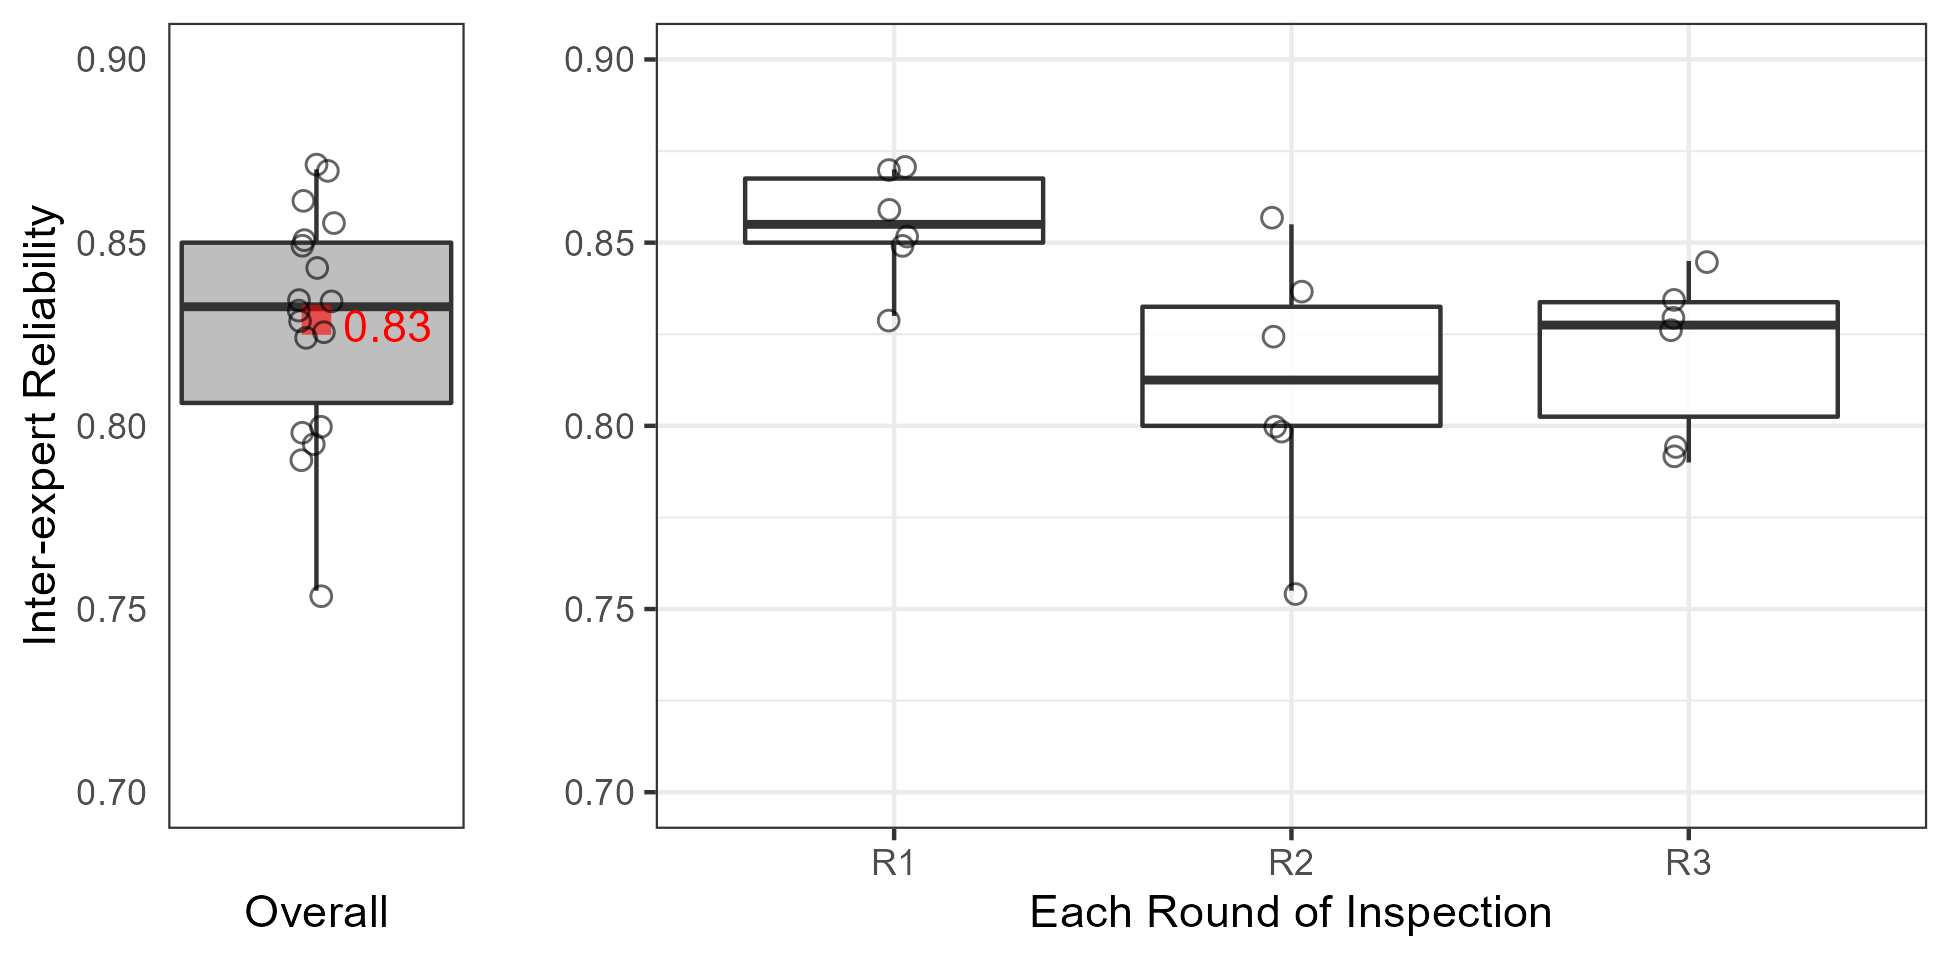 Inter-expert Reliability
0.90
0.85
0.80
0.75
0.70
0.83
Overall
0.90
0.85
0.80
0.75
0.70
R1 R2 R3
Each Round of Inspection